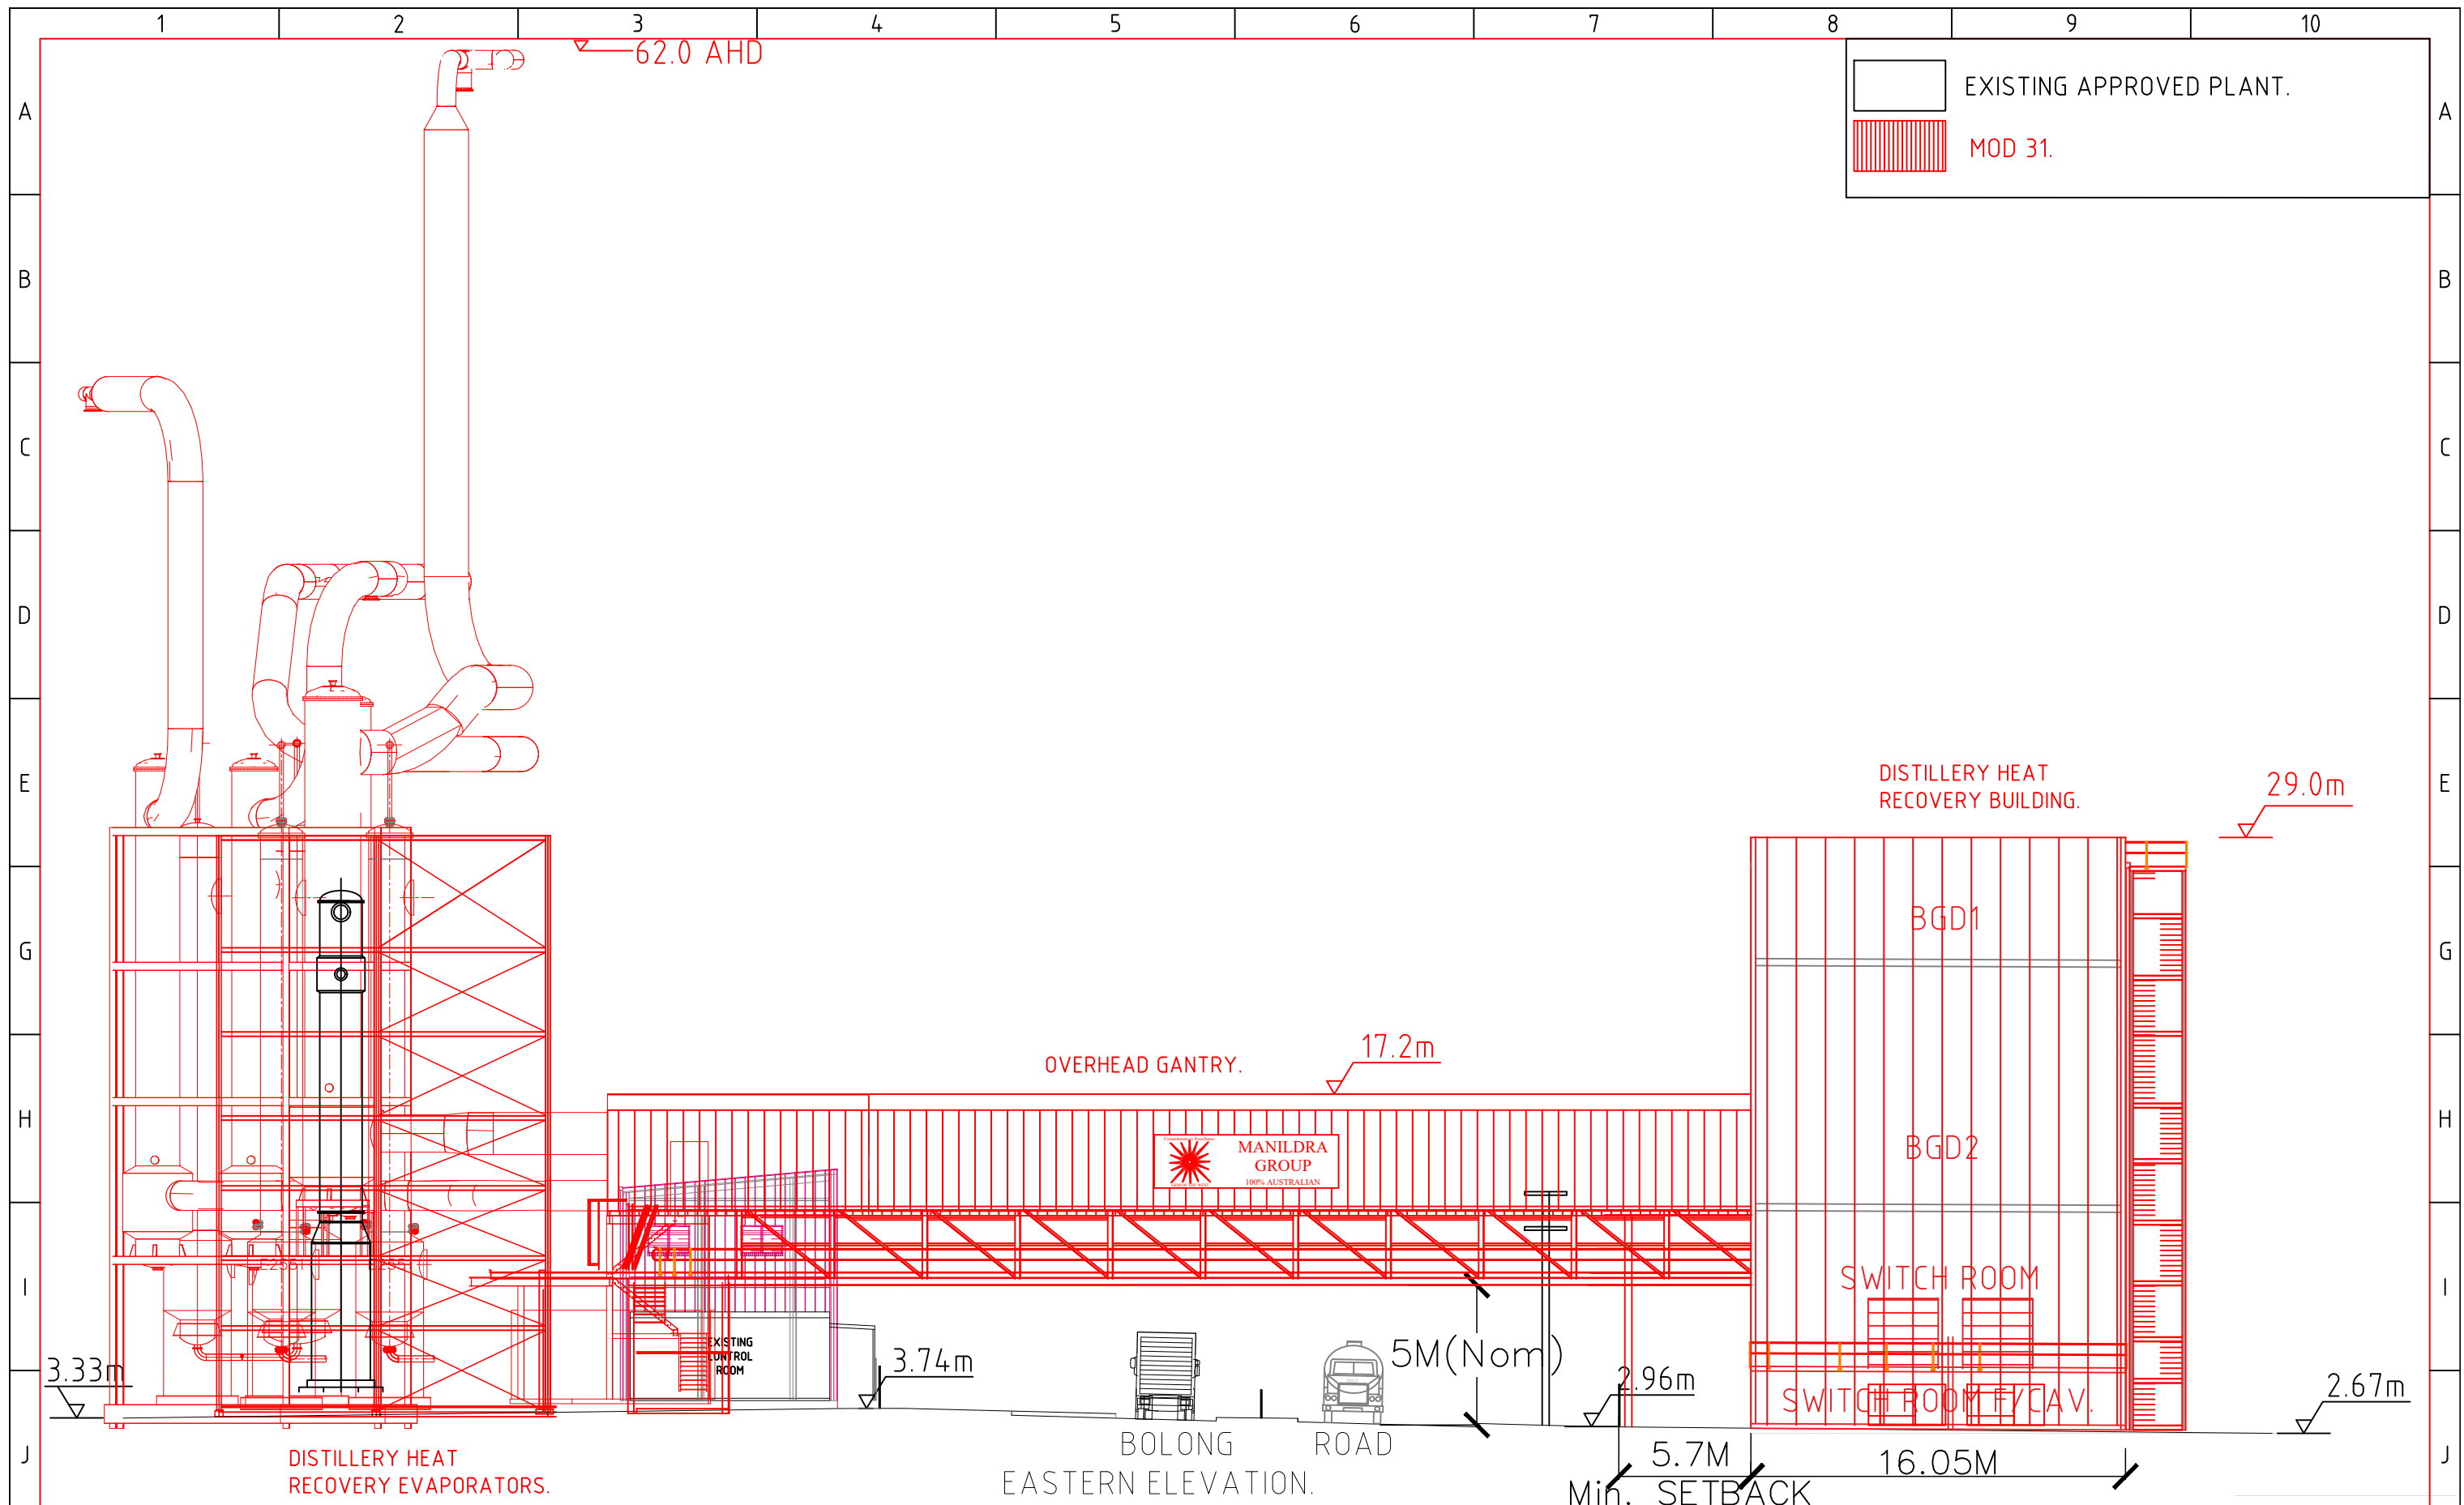 1 2 3 4 5 6 7 8 9 10
62.0 AHD
EXISTING APPROVED PLANT.
MOD 31.
A A
B B
C C
D D
E E
DISTILLERY HEAT
RECOVERY BUILDING.
29.0m
BGD1
G G
17.2m
OVERHEAD GANTRY.
H H
MANILDRA
GROUP
100% AUSTRALIAN
BGD2
E2551
I I
SWITCH ROOM
EXISTING
CONTROL
ROOM
5M(Nom)
3.33m
3.74m
2.96m
2.67m
SWITCH ROOM F/CAV.
BOLONG ROAD
J J
DISTILLERY HEAT
RECOVERY EVAPORATORS.
EASTERN ELEVATION.
5.7M
16.05M
Min. SETBACK